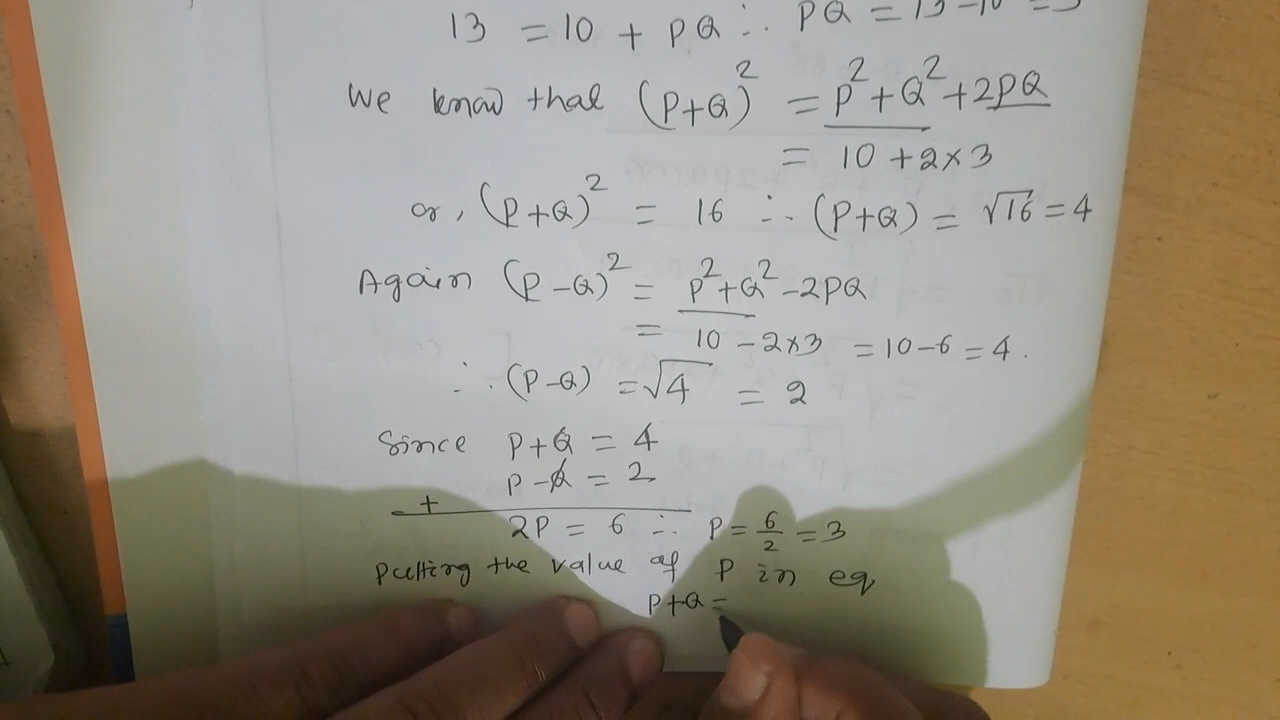 13 = 10 + PQ ∴ PQ = 13-10 = 3
We know that (P+Q)² = P²+Q²+2PQ
= 10 +2×3
or, (P+Q)² = 16 ∴ (P+Q) = √16 = 4
Again (P-Q)² = P²+Q²-2PQ
= 10 -2×3 = 10-6 = 4.
∴ (P-Q) = √4 = 2
Since P+Q = 4
P-Q = 2
+
2P = 6 ∴ P = 6/2 = 3
Putting the value of P in eq
P+Q =